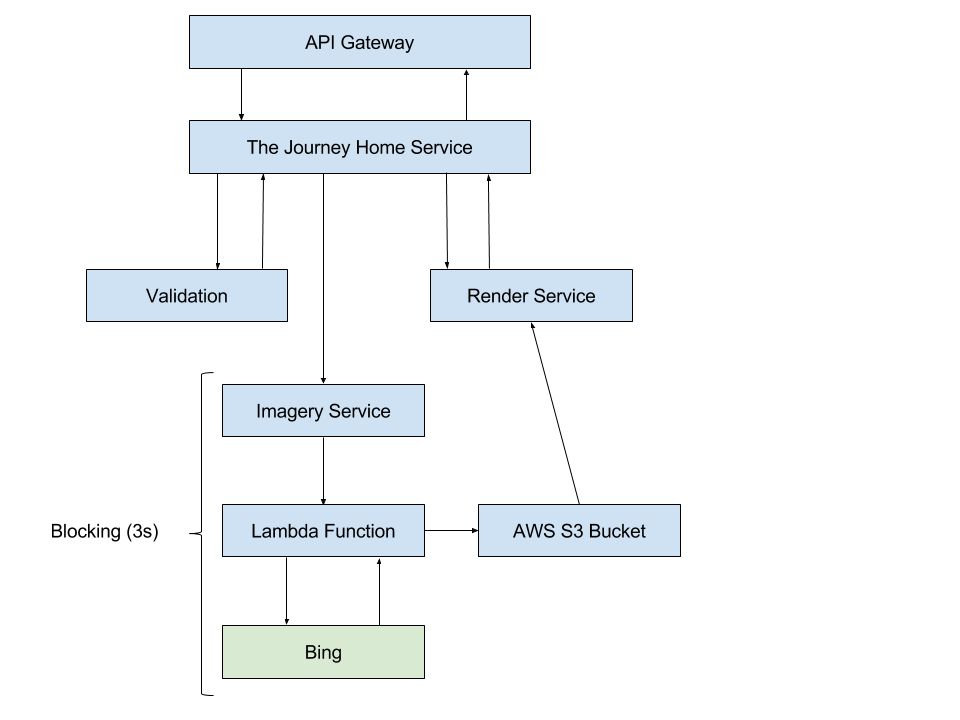 API Gateway
The Journey Home Service
Validation
Render Service
Imagery Service
Blocking (3s)
Lambda Function
AWS S3 Bucket
Bing